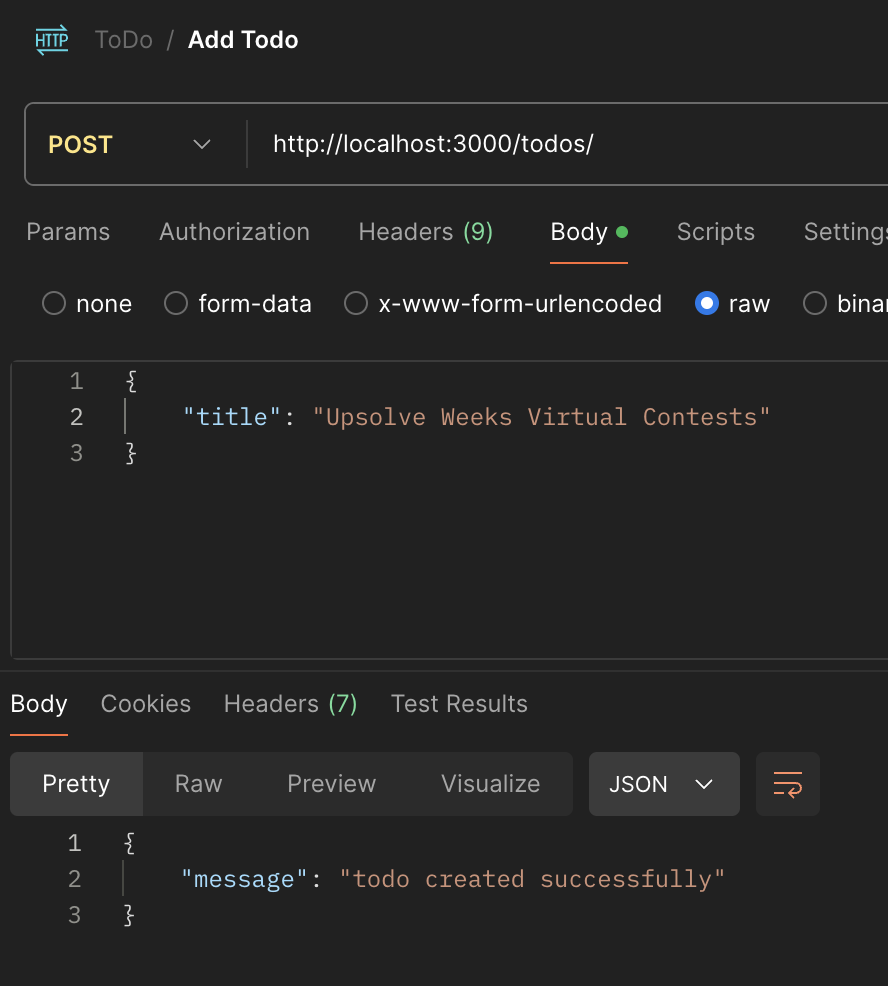 HTTP ToDo / Add Todo
POST http://localhost:3000/todos/
Params Authorization Headers (9) Body Scripts Settings
none form-data x-www-form-urlencoded raw binar
1 {
2 "title": "Upsolve Weeks Virtual Contests"
3 }
Body Cookies Headers (7) Test Results
Pretty Raw Preview Visualize JSON
1 {
2 "message": "todo created successfully"
3 }